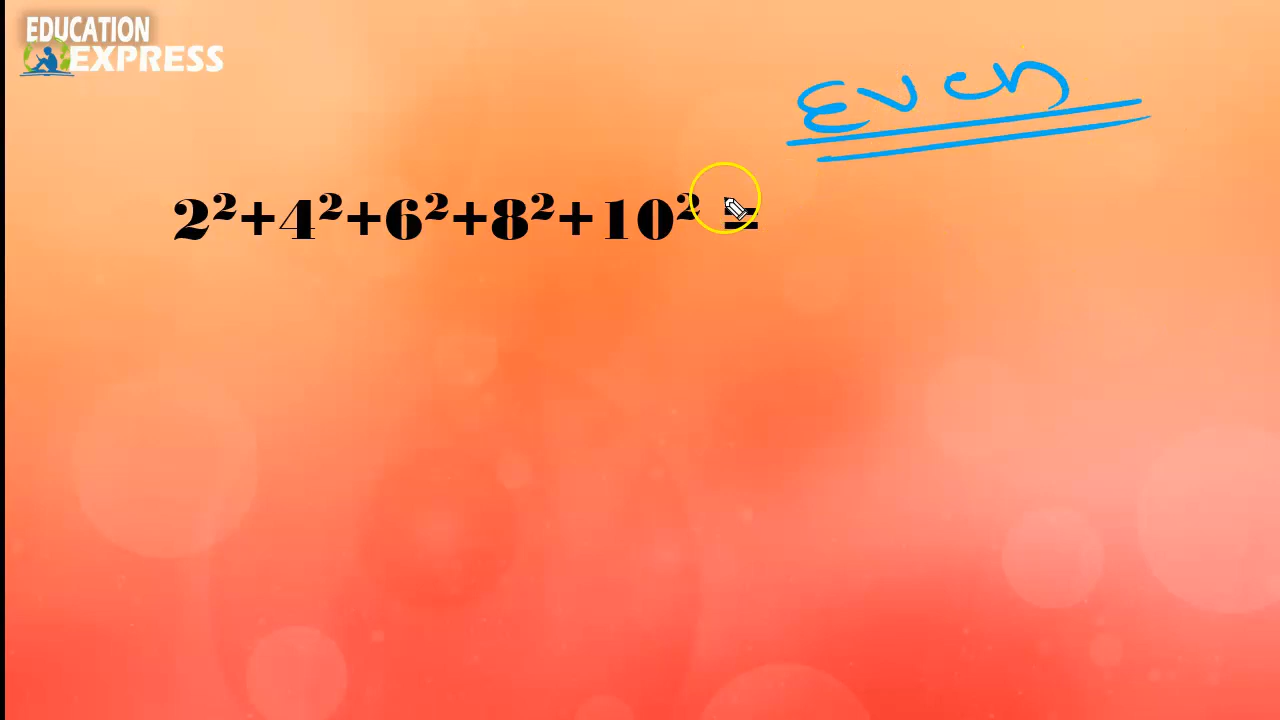 EDUCATION
EXPRESS
Even
2²+4²+6²+8²+10² =